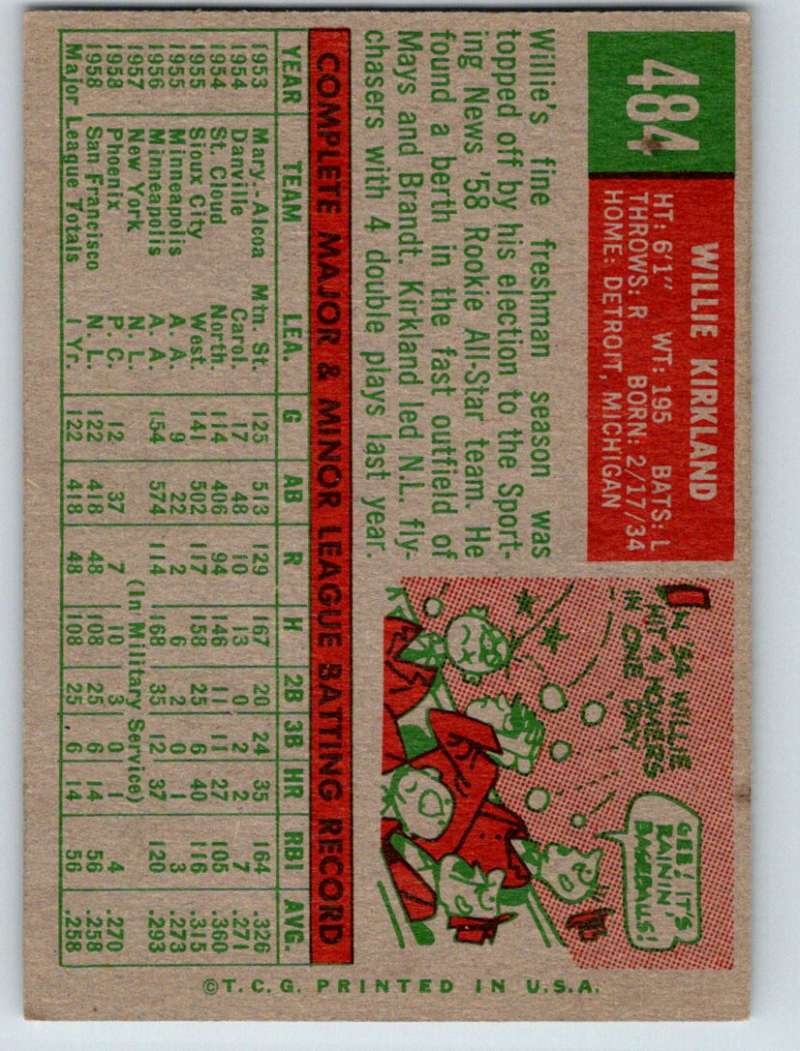 484
WILLIE KIRKLAND
HT: 6'1" WT: 195 BATS: L
THROWS: R BORN: 2/17/34
HOME: DETROIT, MICHIGAN
Willie's fine freshman season was
topped off by his election to the Sport-
ing News '58 Rookie All-Star team. He
found a berth in the fast outfield of
Mays and Brandt. Kirkland led N.L. fly-
chasers with 4 double plays last year.
IN '54 WILLIE
HIT 4 HOMERS
IN ONE DAY
GEE! IT'S
RAININ'
BASEBALLS!
COMPLETE MAJOR & MINOR LEAGUE BATTING RECORD
YEAR TEAM LEA. G AB R H 2B 3B HR RBI AVG.
1953 Mary.-Alcoa Mtn. St. 125 513 129 167 20 24 35 164 .326
1954 Danville Carol. 17 48 10 13 0 2 2 7 .271
1954 St. Cloud North. 114 406 94 146 11 11 27 105 .360
1955 Sioux City West. 141 502 117 158 25 6 40 116 .315
1955 Minneapolis A. A. 9 22 2 6 2 0 1 3 .273
1956 Minneapolis A. A. 154 574 114 168 35 12 37 120 .293
1957 New York N. L. (In Military Service)
1958 Phoenix P. C. 12 37 7 10 3 0 1 4 .270
1958 San Francisco N. L. 122 418 48 108 25 6 14 56 .258
Major League Totals 1 Yr. 122 418 48 108 25 6 14 56 .258
©T.C.G. PRINTED IN U.S.A.